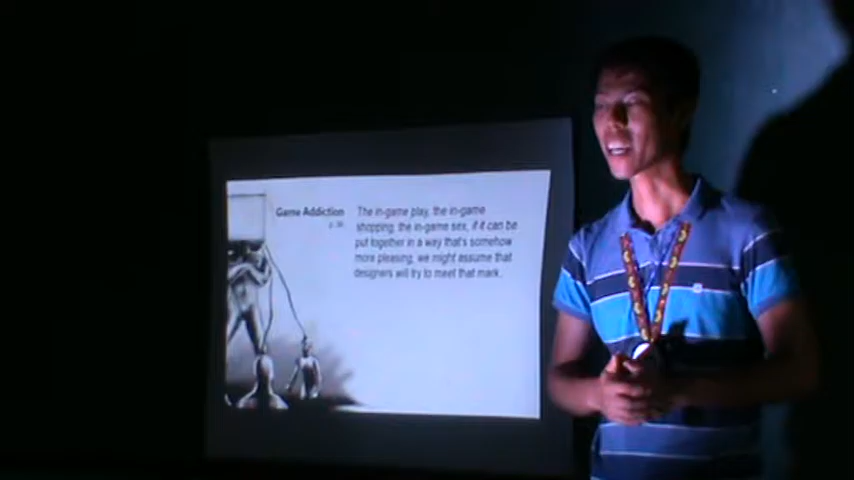 Game Addiction
The in-game play, the in-game
shopping, the in-game sex, if it can be
put together in a way that's somehow
more pleasing, we might assume that
designers will try to meet that mark.